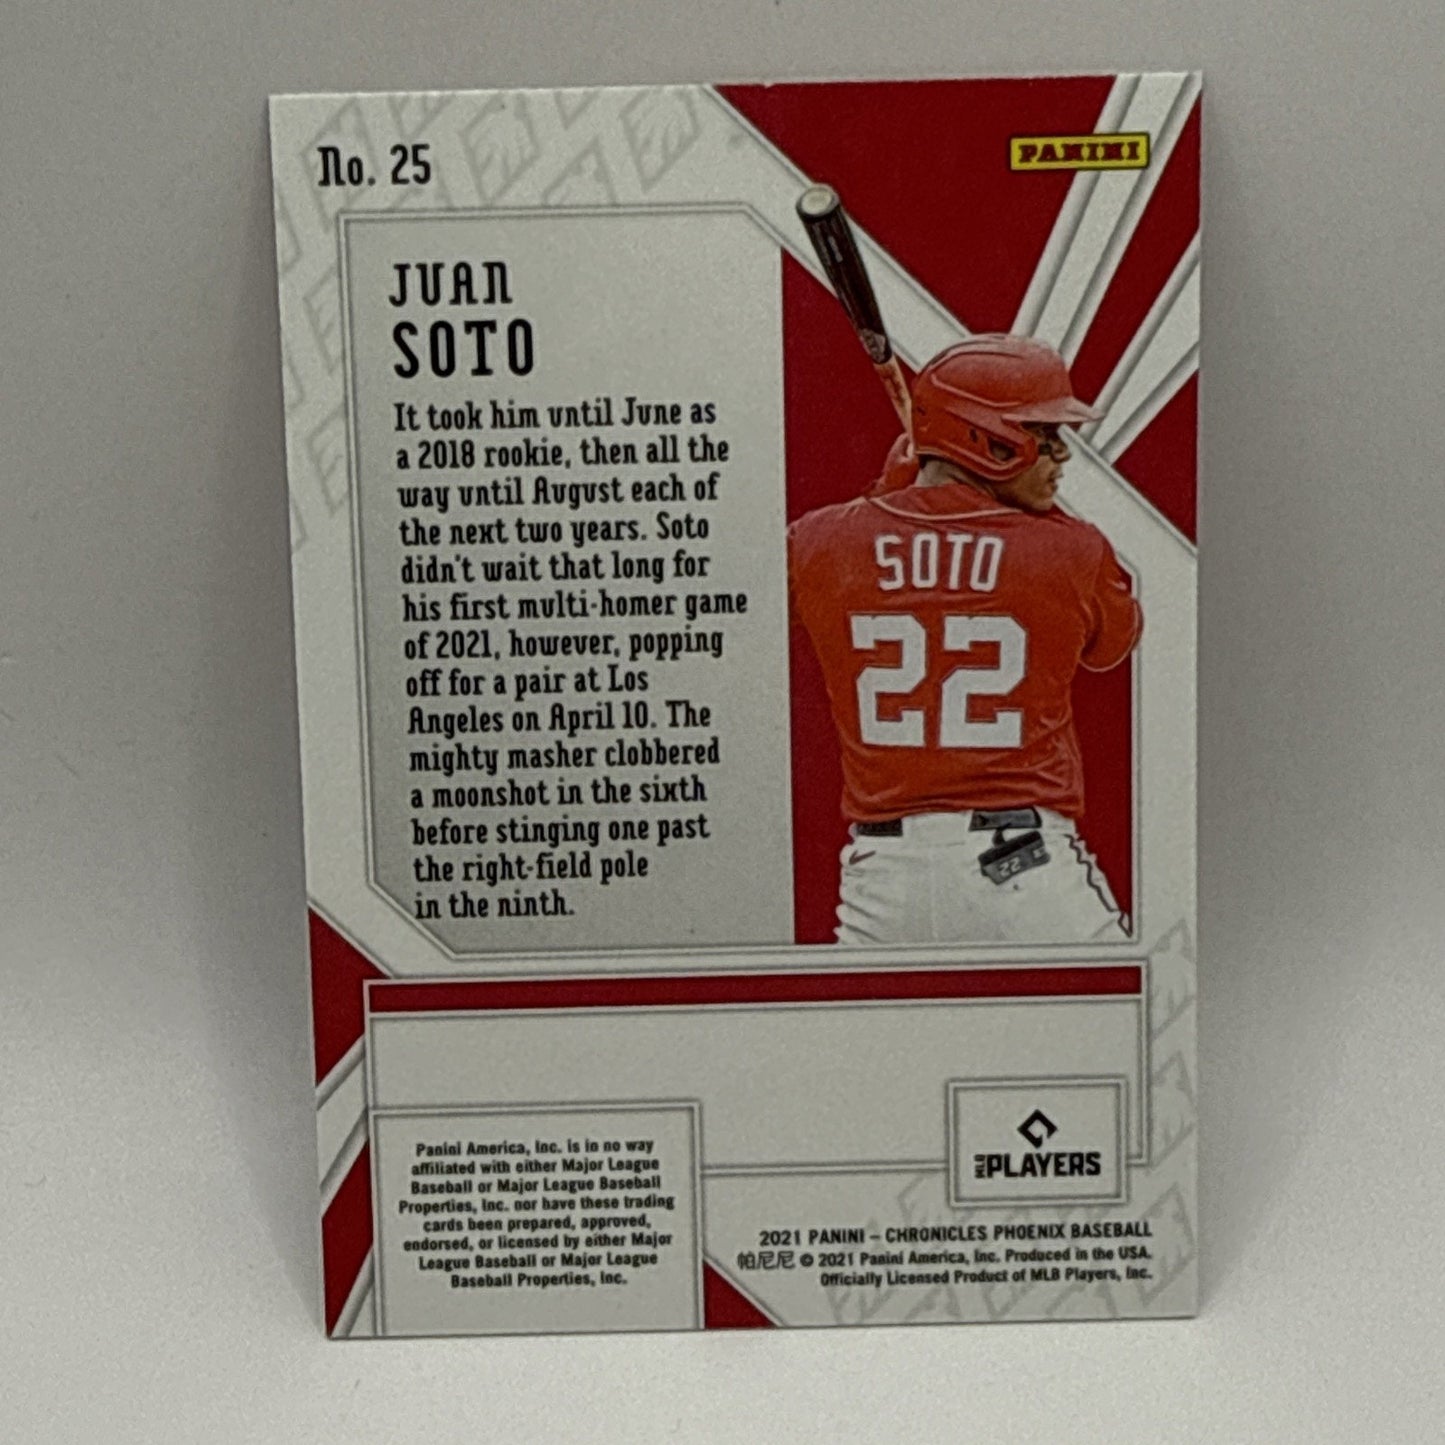 No. 25
PANINI
JUAN
SOTO
It took him until June as
a 2018 rookie, then all the
way until August each of
the next two years. Soto
didn't wait that long for
his first multi-homer game
of 2021, however, popping
off for a pair at Los
Angeles on April 10. The
mighty masher clobbered
a moonshot in the sixth
before stinging one past
the right-field pole
in the ninth.
SOTO
22
22
Panini America, Inc. is in no way
affiliated with either Major League
Baseball or Major League Baseball
Properties, Inc. nor have these trading
cards been prepared, approved,
endorsed, or licensed by either Major
League Baseball or Major League
Baseball Properties, Inc.
MLB PLAYERS
2021 PANINI – CHRONICLES PHOENIX BASEBALL
帕尼尼 © 2021 Panini America, Inc. Produced in the USA.
Officially Licensed Product of MLB Players, Inc.